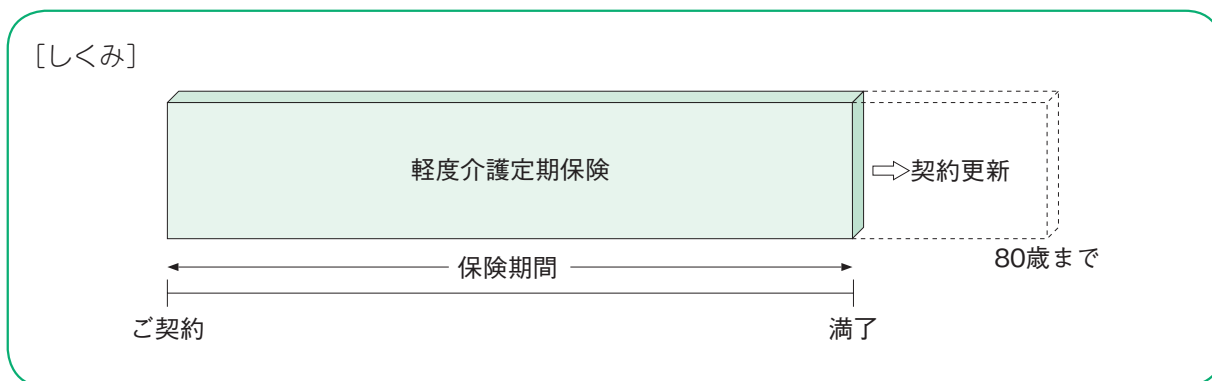 [しくみ]
軽度介護定期保険
⇨契約更新
80歳まで
保険期間
ご契約
満了